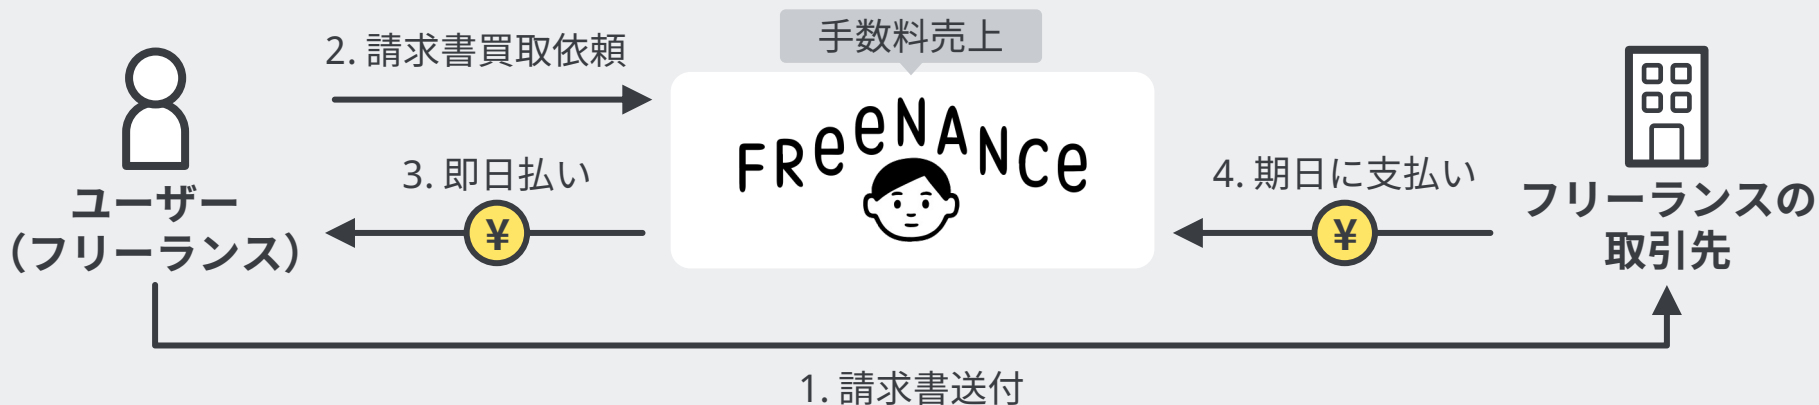 手数料売上
2. 請求書買取依頼
FReeNANce
3. 即日払い
¥
4. 期日に支払い
¥
ユーザー
（フリーランス）
フリーランスの
取引先
1. 請求書送付